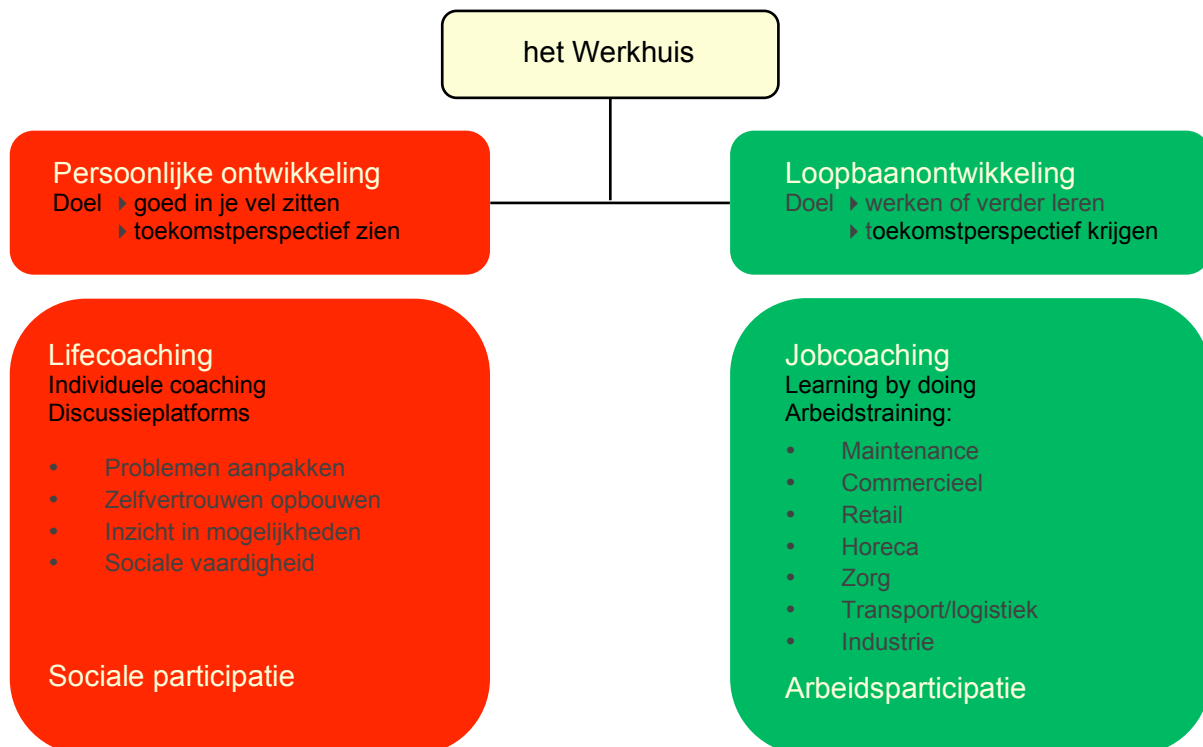 het Werkhuis
Persoonlijke ontwikkeling
Doel ▸ goed in je vel zitten
▸ toekomstperspectief zien
Loopbaanontwikkeling
Doel ▸ werken of verder leren
▸ toekomstperspectief krijgen
Lifecoaching
Individuele coaching
Discussieplatforms
• Problemen aanpakken
• Zelfvertrouwen opbouwen
• Inzicht in mogelijkheden
• Sociale vaardigheid
Sociale participatie
Jobcoaching
Learning by doing
Arbeidstraining:
• Maintenance
• Commercieel
• Retail
• Horeca
• Zorg
• Transport/logistiek
• Industrie
Arbeidsparticipatie